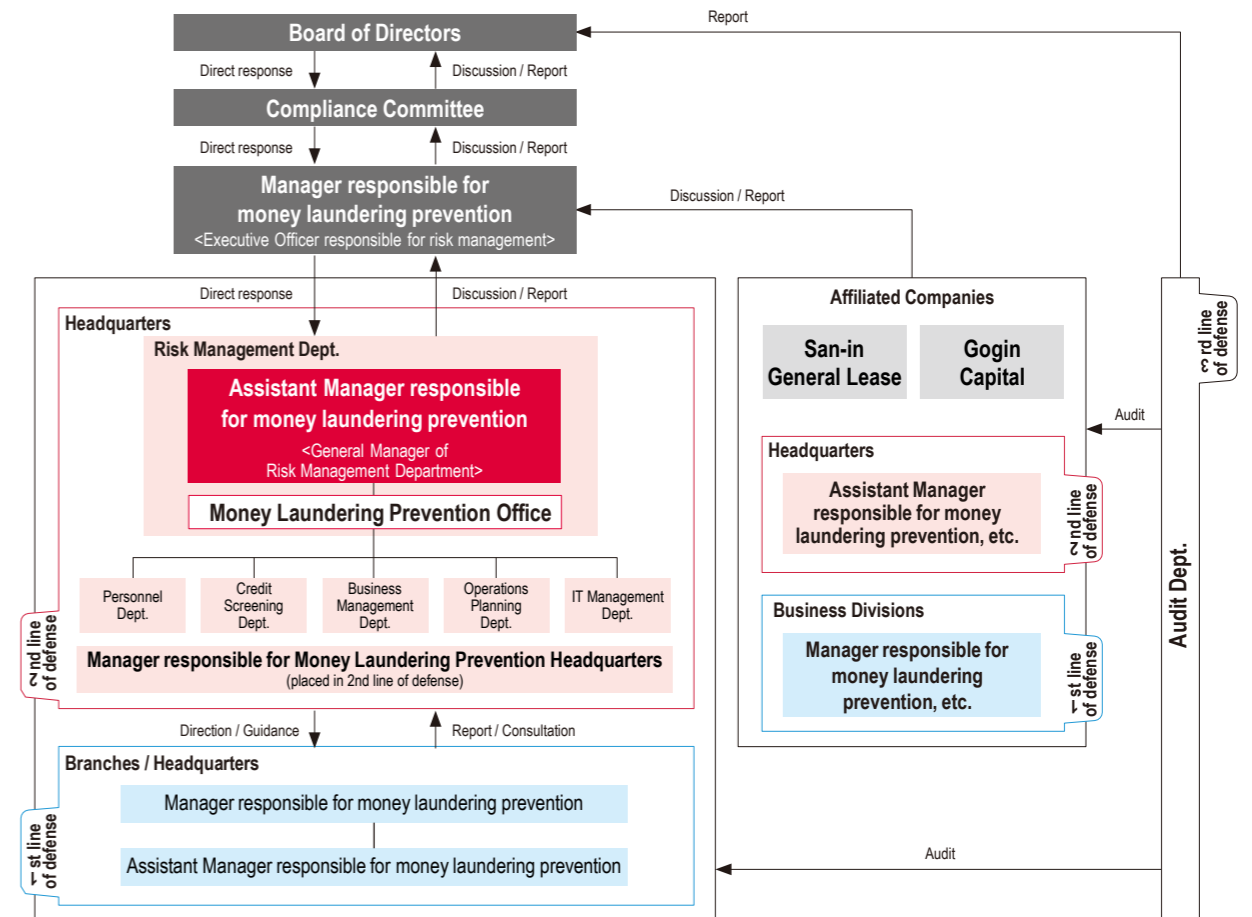 Report
Board of Directors
Direct response
Discussion / Report
Compliance Committee
Direct response
Discussion / Report
Manager responsible for
money laundering prevention
<Executive Officer responsible for risk management>
Discussion / Report
Direct response
Discussion / Report
Headquarters
Risk Management Dept.
Assistant Manager responsible
for money laundering prevention
<General Manager of
Risk Management Department>
Money Laundering Prevention Office
Personnel
Dept.
Credit
Screening
Dept.
Business
Management
Dept.
Operations
Planning
Dept.
IT Management
Dept.
Manager responsible for Money Laundering Prevention Headquarters
(placed in 2nd line of defense)
2nd line
of defense
Direction / Guidance
Report / Consultation
Branches / Headquarters
Manager responsible for money laundering prevention
Assistant Manager responsible for money laundering prevention
1st line
of defense
Affiliated Companies
San-in
General Lease
Gogin
Capital
Headquarters
Assistant Manager
responsible for money
laundering prevention, etc.
2nd line
of defense
Business Divisions
Manager responsible for
money laundering
prevention, etc.
1st line
of defense
Audit
Audit
Audit Dept.
3rd line
of defense